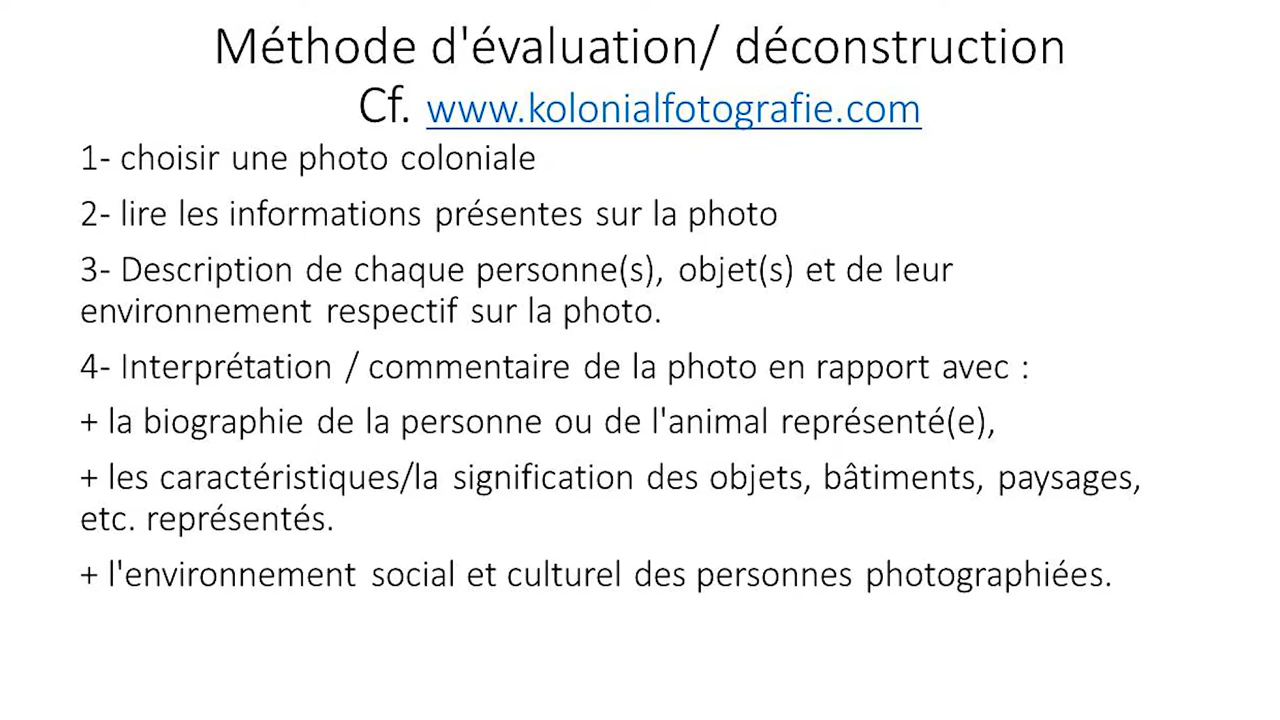 Méthode d'évaluation/ déconstruction
Cf. www.kolonialfotografie.com
1- choisir une photo coloniale
2- lire les informations présentes sur la photo
3- Description de chaque personne(s), objet(s) et de leur
environnement respectif sur la photo.
4- Interprétation / commentaire de la photo en rapport avec :
+ la biographie de la personne ou de l'animal représenté(e),
+ les caractéristiques/la signification des objets, bâtiments, paysages,
etc. représentés.
+ l'environnement social et culturel des personnes photographiées.